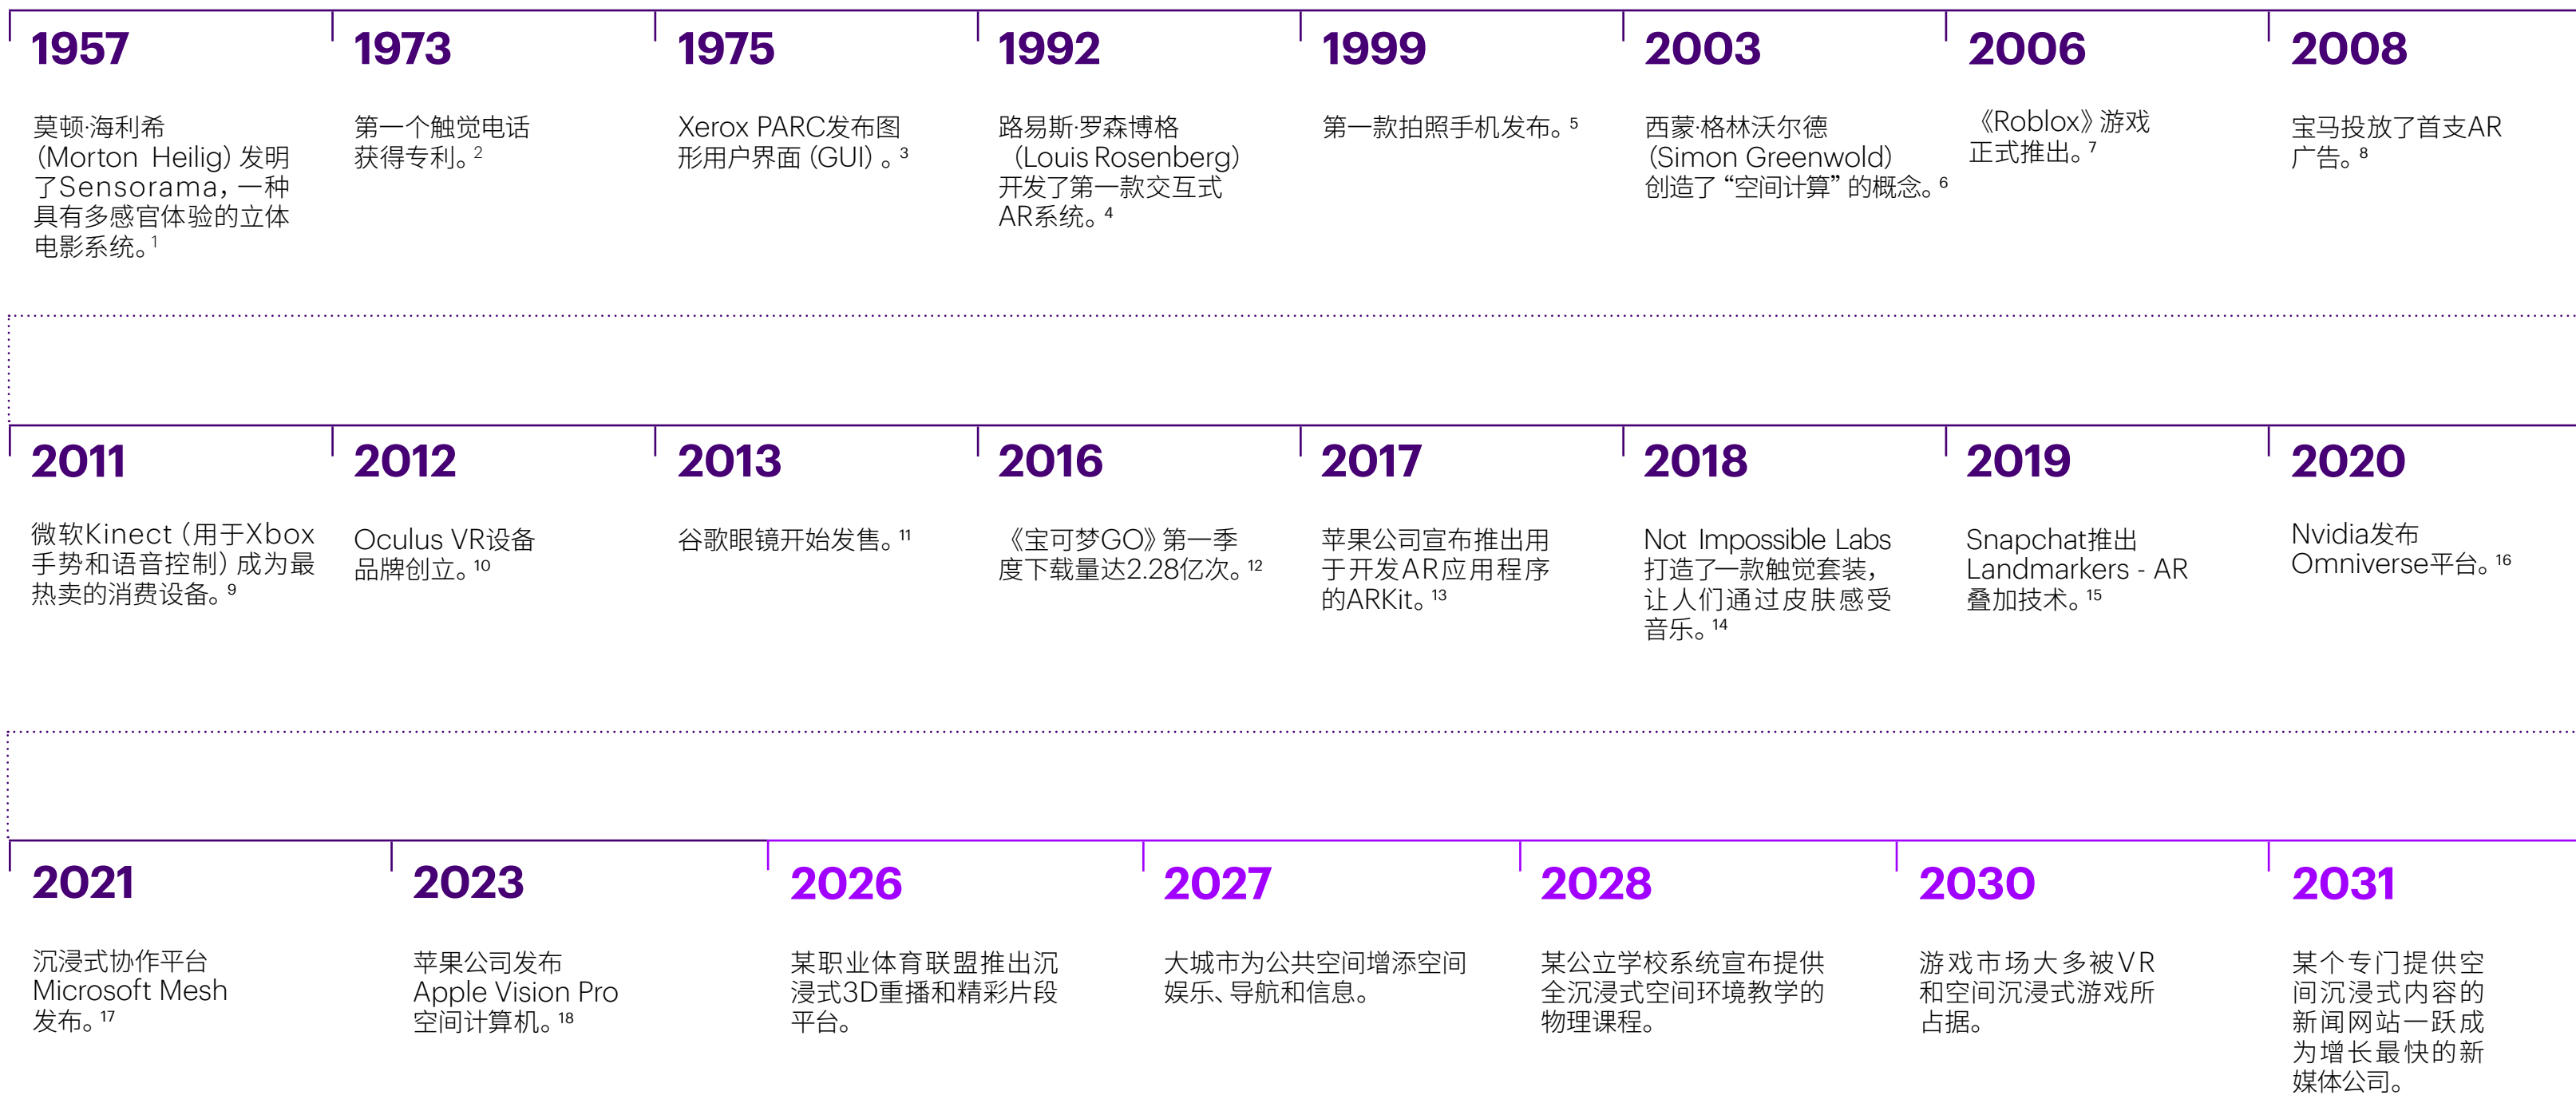 1957
莫顿·海利希
（Morton Heilig）发明
了Sensorama，一种
具有多感官体验的立体
电影系统。1
1973
第一个触觉电话
获得专利。2
1975
Xerox PARC发布图
形用户界面（GUI）。3
1992
路易斯·罗森博格
（Louis Rosenberg）
开发了第一款交互式
AR系统。4
1999
第一款拍照手机发布。5
2003
西蒙·格林沃尔德
（Simon Greenwold）
创造了“空间计算”的概念。6
2006
《Roblox》游戏
正式推出。7
2008
宝马投放了首支AR
广告。8
2011
微软Kinect（用于Xbox
手势和语音控制）成为最
热卖的消费设备。9
2012
Oculus VR设备
品牌创立。10
2013
谷歌眼镜开始发售。11
2016
《宝可梦GO》第一季
度下载量达2.28亿次。12
2017
苹果公司宣布推出用
于开发AR应用程序
的ARKit。13
2018
Not Impossible Labs
打造了一款触觉套装，
让人们通过皮肤感受
音乐。14
2019
Snapchat推出
Landmarkers - AR
叠加技术。15
2020
Nvidia发布
Omniverse平台。16
2021
沉浸式协作平台
Microsoft Mesh
发布。17
2023
苹果公司发布
Apple Vision Pro
空间计算机。18
2026
某职业体育联盟推出沉
浸式3D重播和精彩片段
平台。
2027
大城市为公共空间增添空间
娱乐、导航和信息。
2028
某公立学校系统宣布提供
全沉浸式空间环境教学的
物理课程。
2030
游戏市场大多被VR
和空间沉浸式游戏所
占据。
2031
某个专门提供空
间沉浸式内容的
新闻网站一跃成
为增长最快的新
媒体公司。